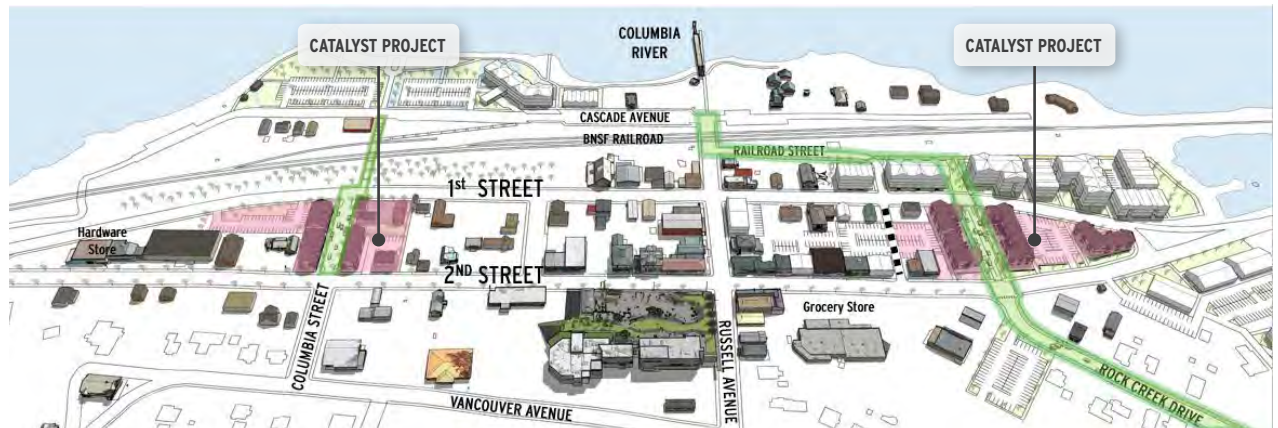 COLUMBIA
RIVER
CATALYST PROJECT
CATALYST PROJECT
CASCADE AVENUE
BNSF RAILROAD
RAILROAD STREET
1st STREET
Hardware
Store
2ND STREET
Grocery Store
COLUMBIA STREET
RUSSELL AVENUE
ROCK CREEK DRIVE
VANCOUVER AVENUE